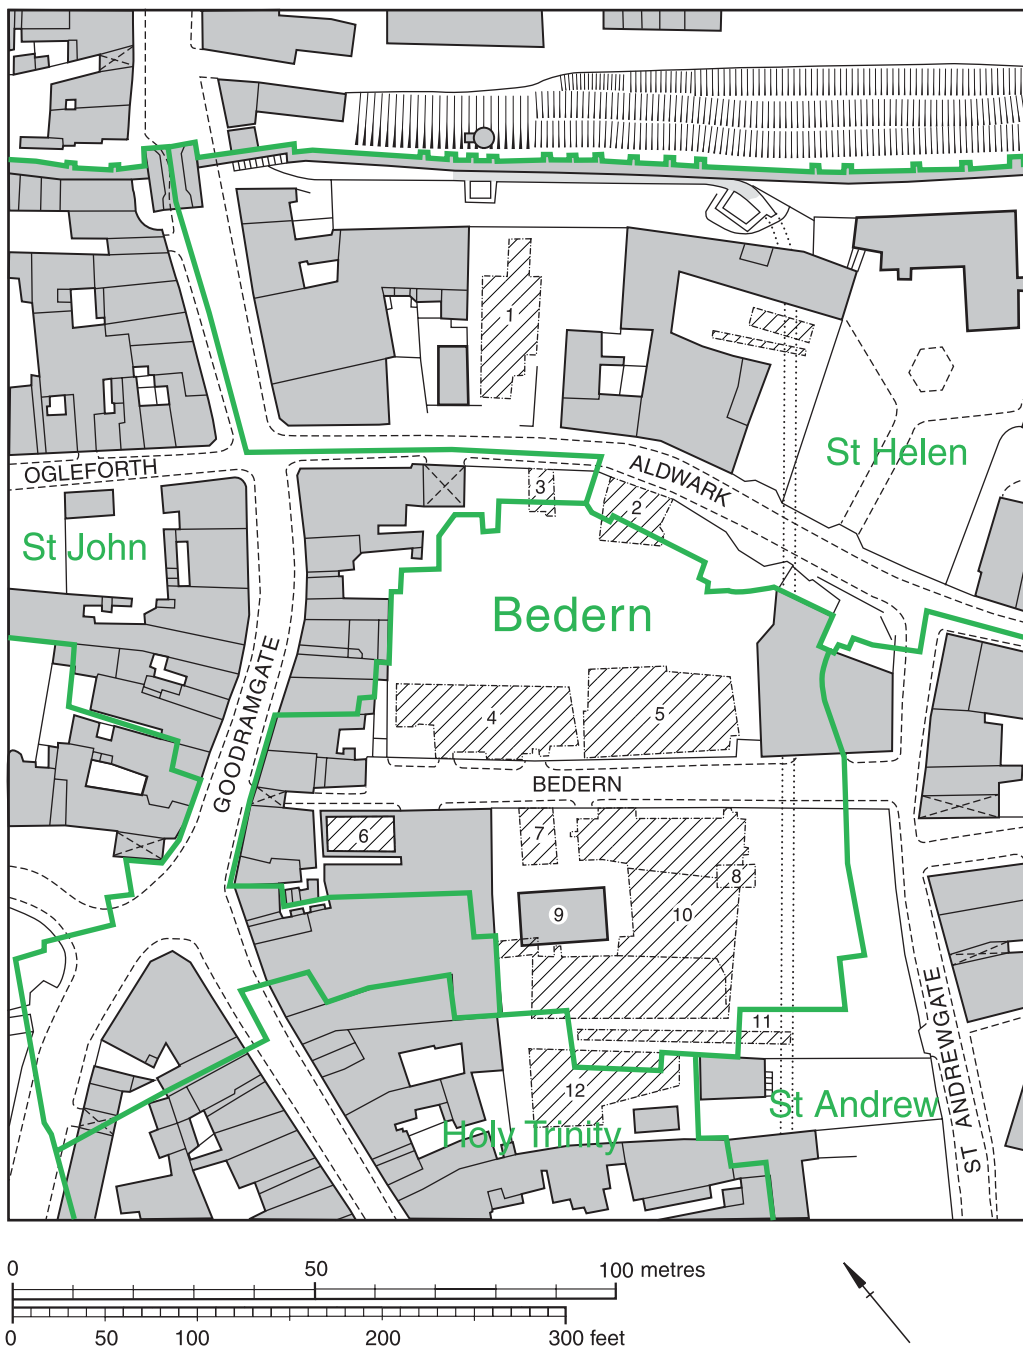 1
OGLEFORTH
ALDWARK
St Helen
3
2
St John
Bedern
GOODRAMGATE
4
5
BEDERN
6
7
8
9
10
11
12
St Andrew
ST ANDREWGATE
Holy Trinity
0 50 100 metres
0 50 100 200 300 feet